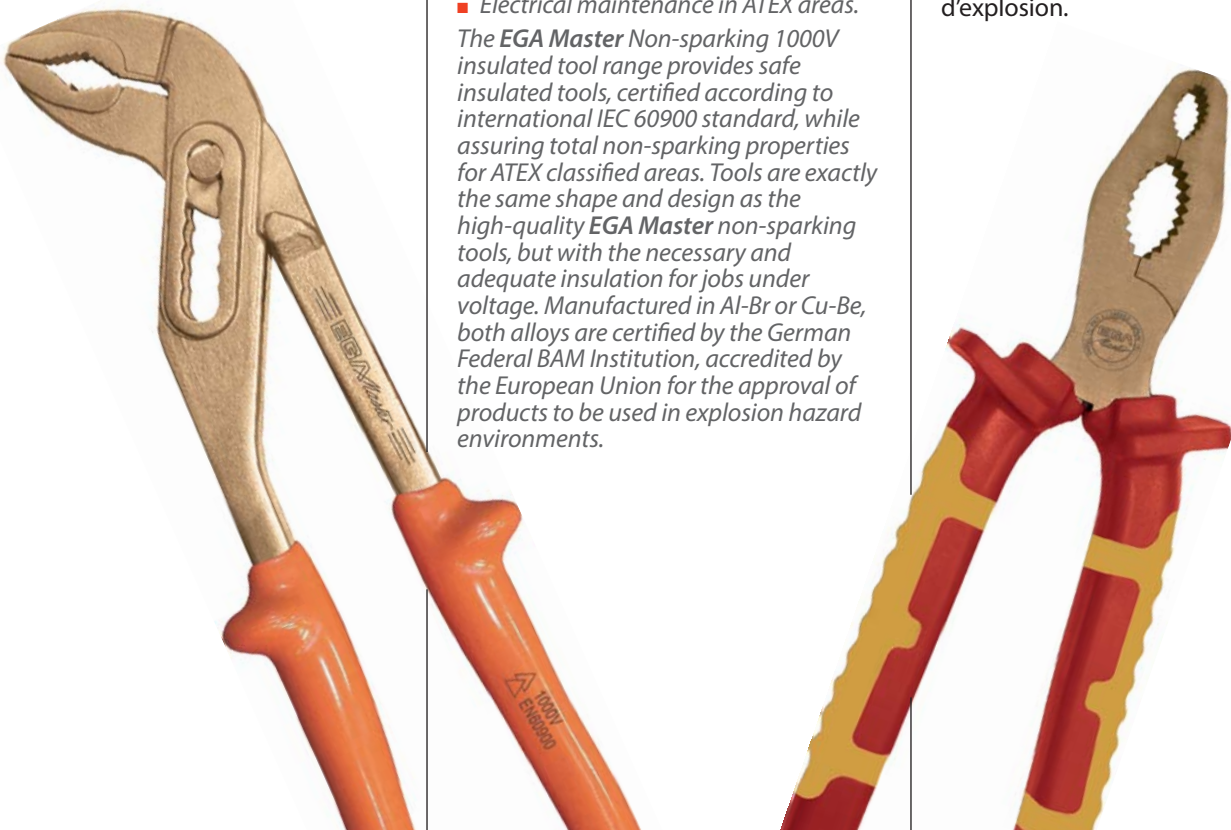 Electrical maintenance in ATEX areas.
The EGA Master Non-sparking 1000V
insulated tool range provides safe
insulated tools, certified according to
international IEC 60900 standard, while
assuring total non-sparking properties
for ATEX classified areas. Tools are exactly
the same shape and design as the
high-quality EGA Master non-sparking
tools, but with the necessary and
adequate insulation for jobs under
voltage. Manufactured in Al-Br or Cu-Be,
both alloys are certified by the German
Federal BAM Institution, accredited by
the European Union for the approval of
products to be used in explosion hazard
environments.
d’explosion.
EGA Master
1000V
EN60900
EGA
Master